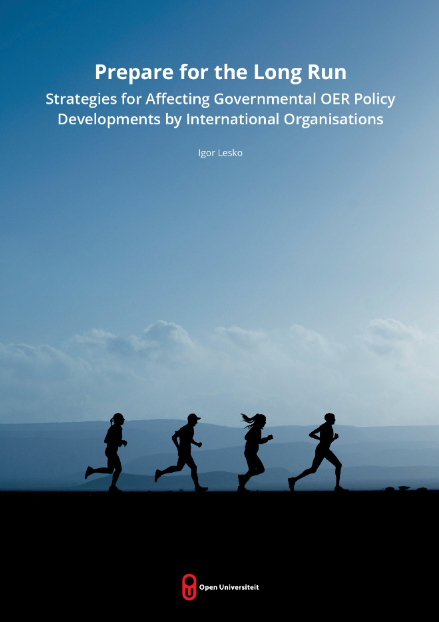 Prepare for the Long Run
Strategies for Affecting Governmental OER Policy
Developments by International Organisations
Igor Lesko
Open Universiteit